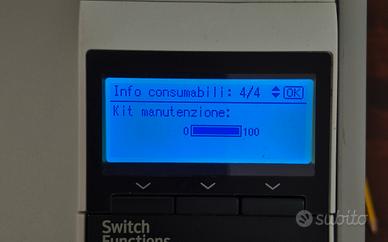 Info consumabili: 4/4 OK
Kit manutenzione:
0 100
Switch
Functions
subito